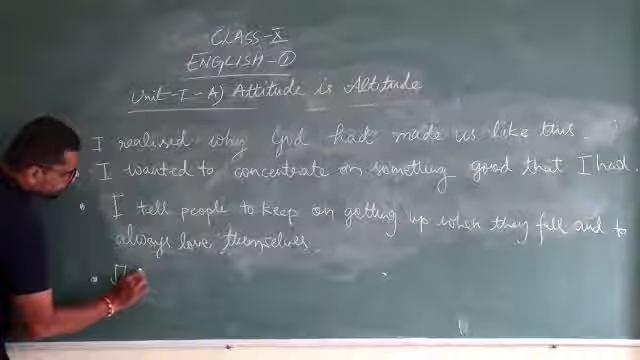 CLASS-X
ENGLISH-①
Unit-I-A) Attitude is Altitude
I realised why God had made us like this.
I wanted to concentrate on something good that I had.
• I tell people to keep on getting up when they fall and to
always love themselves.
•